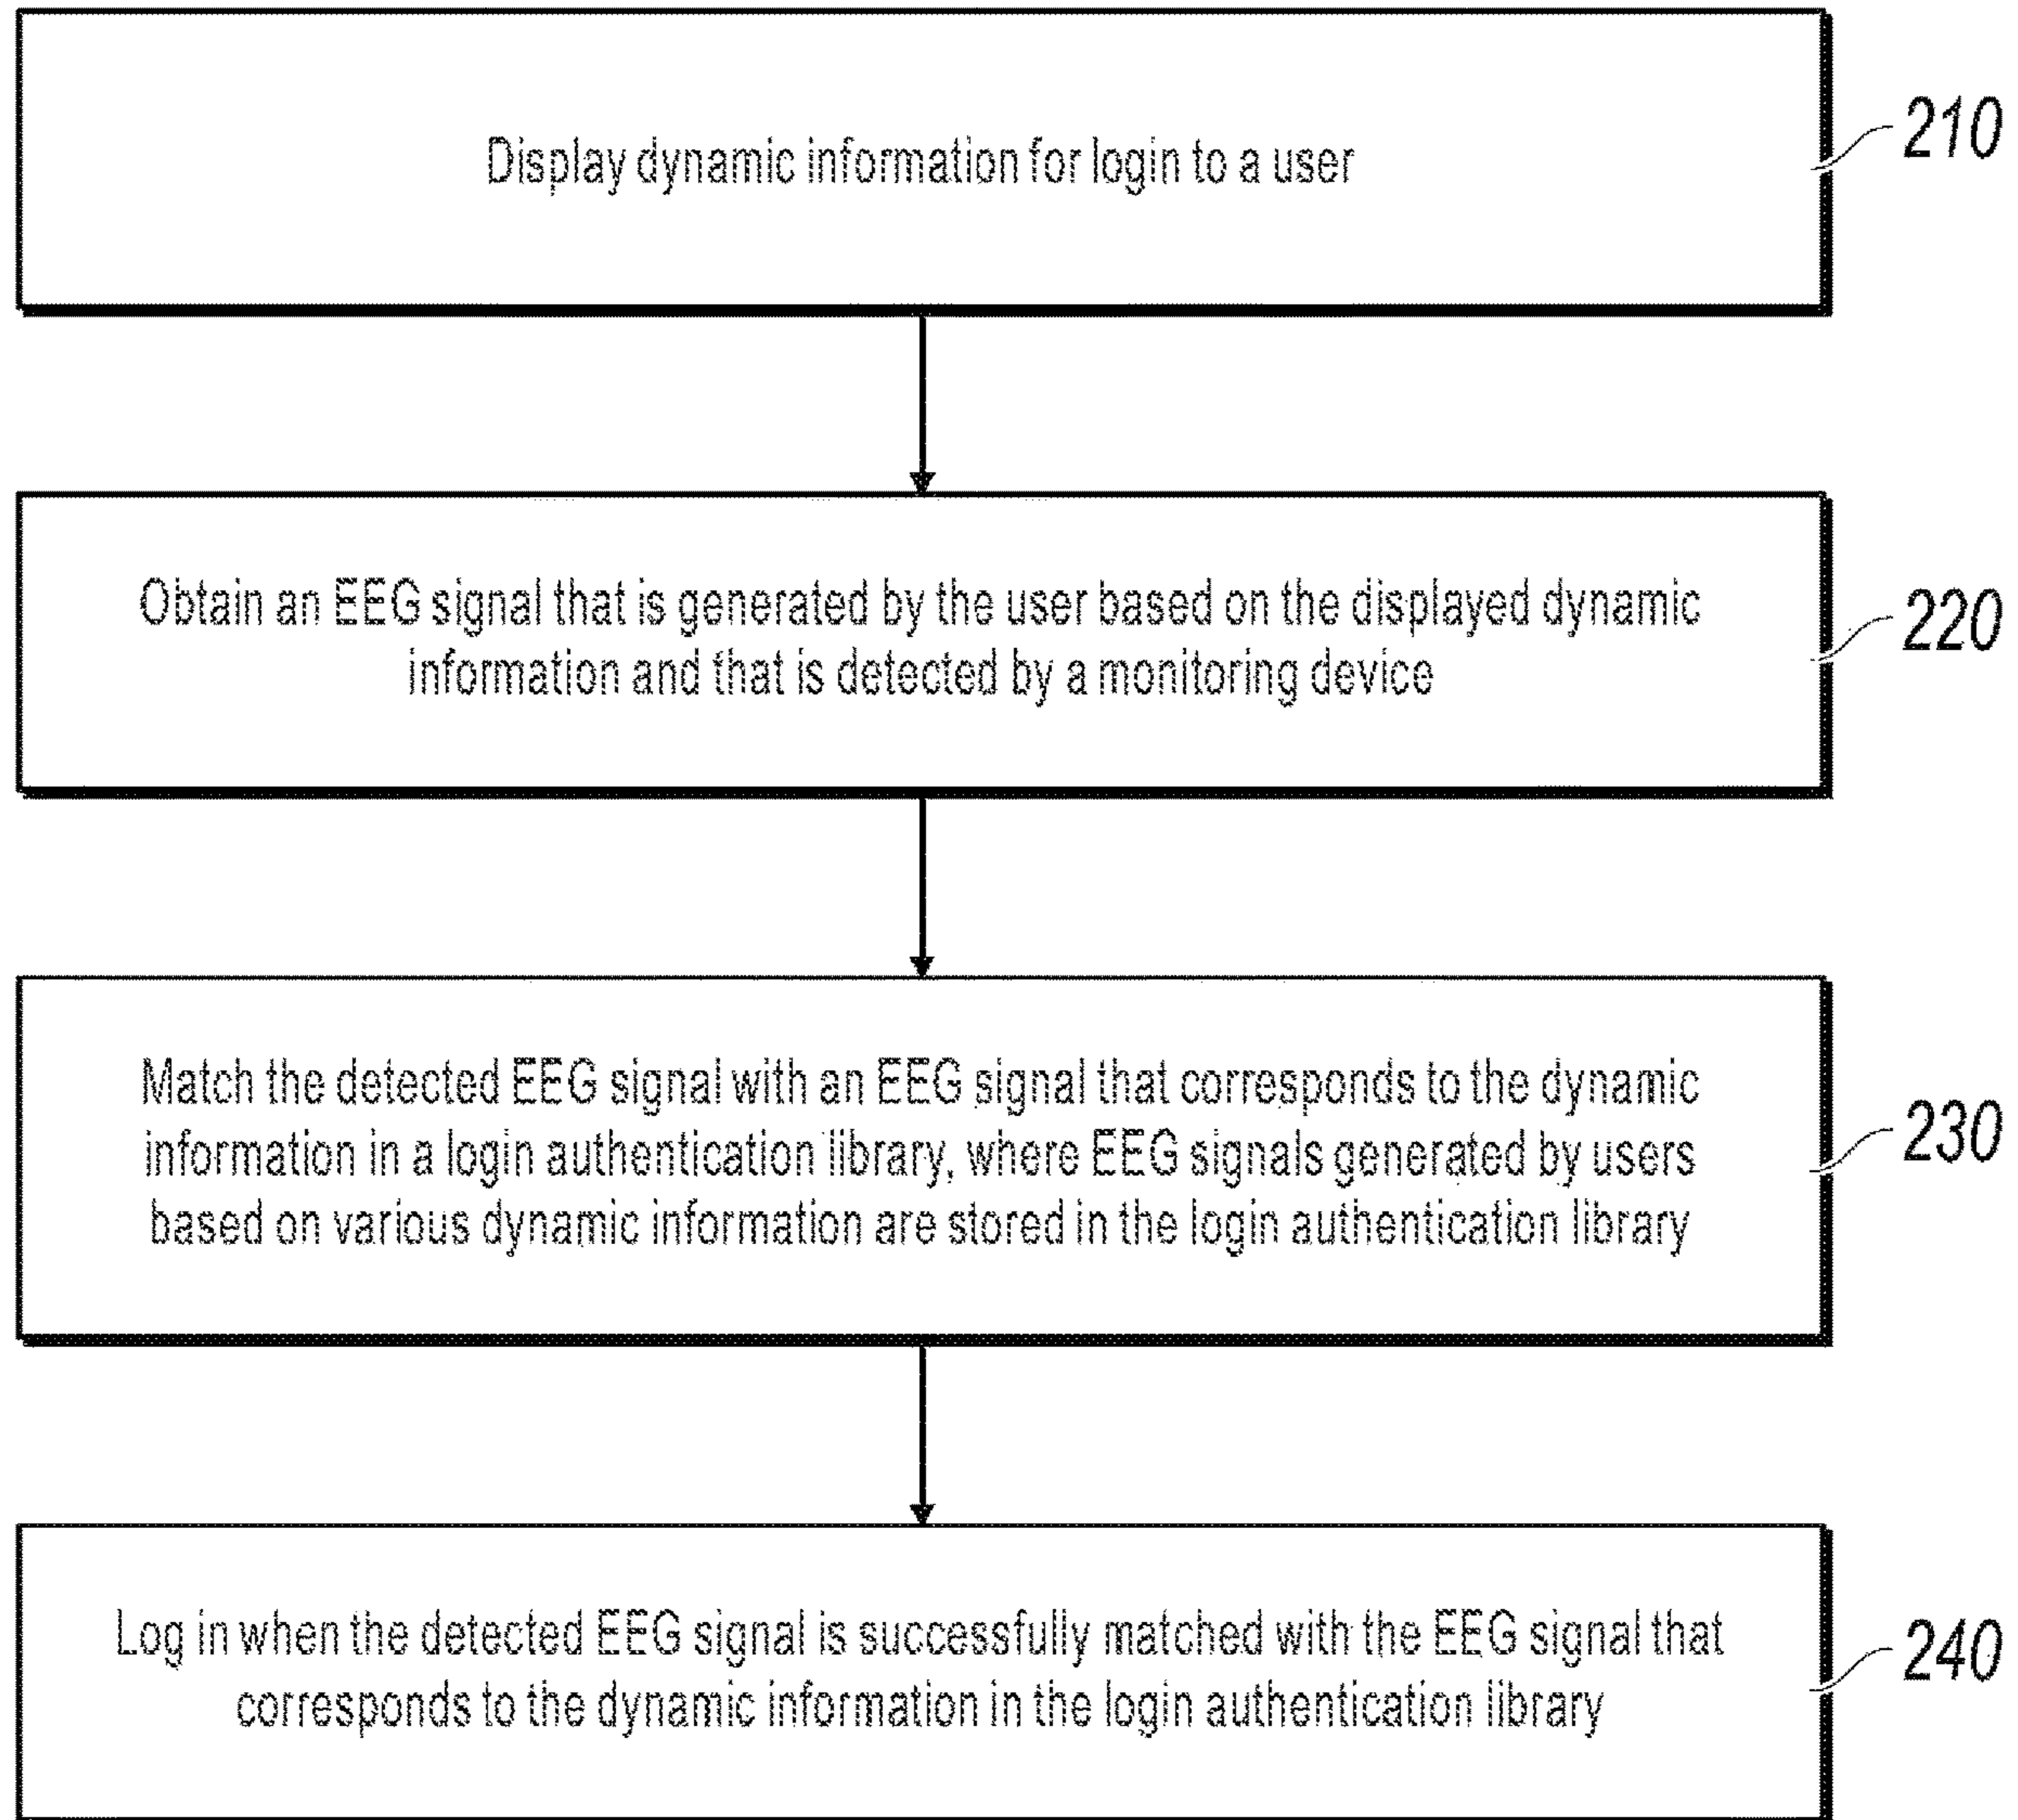 Display dynamic information for login to a user
210
Obtain an EEG signal that is generated by the user based on the displayed dynamic
information and that is detected by a monitoring device
220
Match the detected EEG signal with an EEG signal that corresponds to the dynamic
information in a login authentication library, where EEG signals generated by users
based on various dynamic information are stored in the login authentication library
230
Log in when the detected EEG signal is successfully matched with the EEG signal that
corresponds to the dynamic information in the login authentication library
240